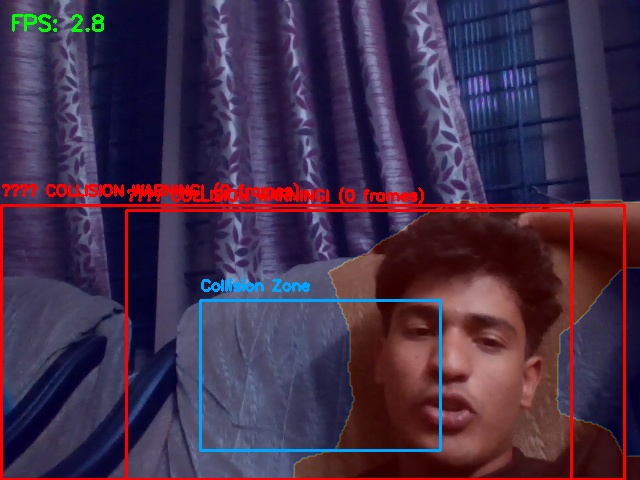 FPS: 2.8
???? COLLISION WARNING! (0 frames)
???? COLLISION WARNING! (0 frames)
Collision Zone